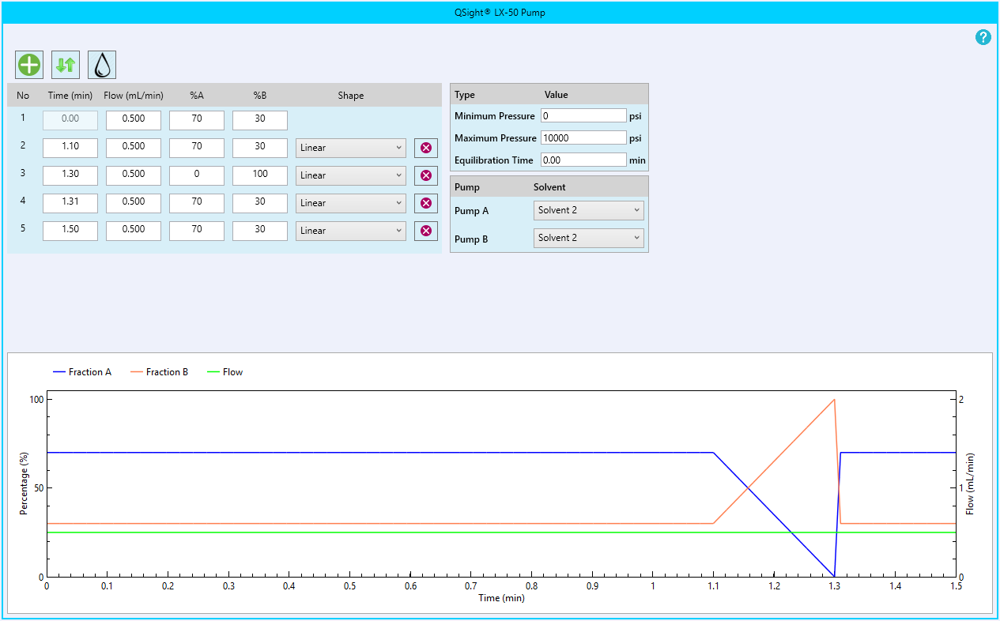 QSight® LX-50 Pump
?
No Time (min) Flow (mL/min) %A %B Shape
1 0.00 0.500 70 30
2 1.10 0.500 70 30 Linear
3 1.30 0.500 0 100 Linear
4 1.31 0.500 70 30 Linear
5 1.50 0.500 70 30 Linear
Type Value
Minimum Pressure 0 psi
Maximum Pressure 10000 psi
Equilibration Time 0.00 min
Pump Solvent
Pump A Solvent 2
Pump B Solvent 2
Fraction A Fraction B Flow
Percentage (%)
100
50
0
2
1
0
Flow (mL/min)
0 0.1 0.2 0.3 0.4 0.5 0.6 0.7 0.8 0.9 1 1.1 1.2 1.3 1.4 1.5
Time (min)